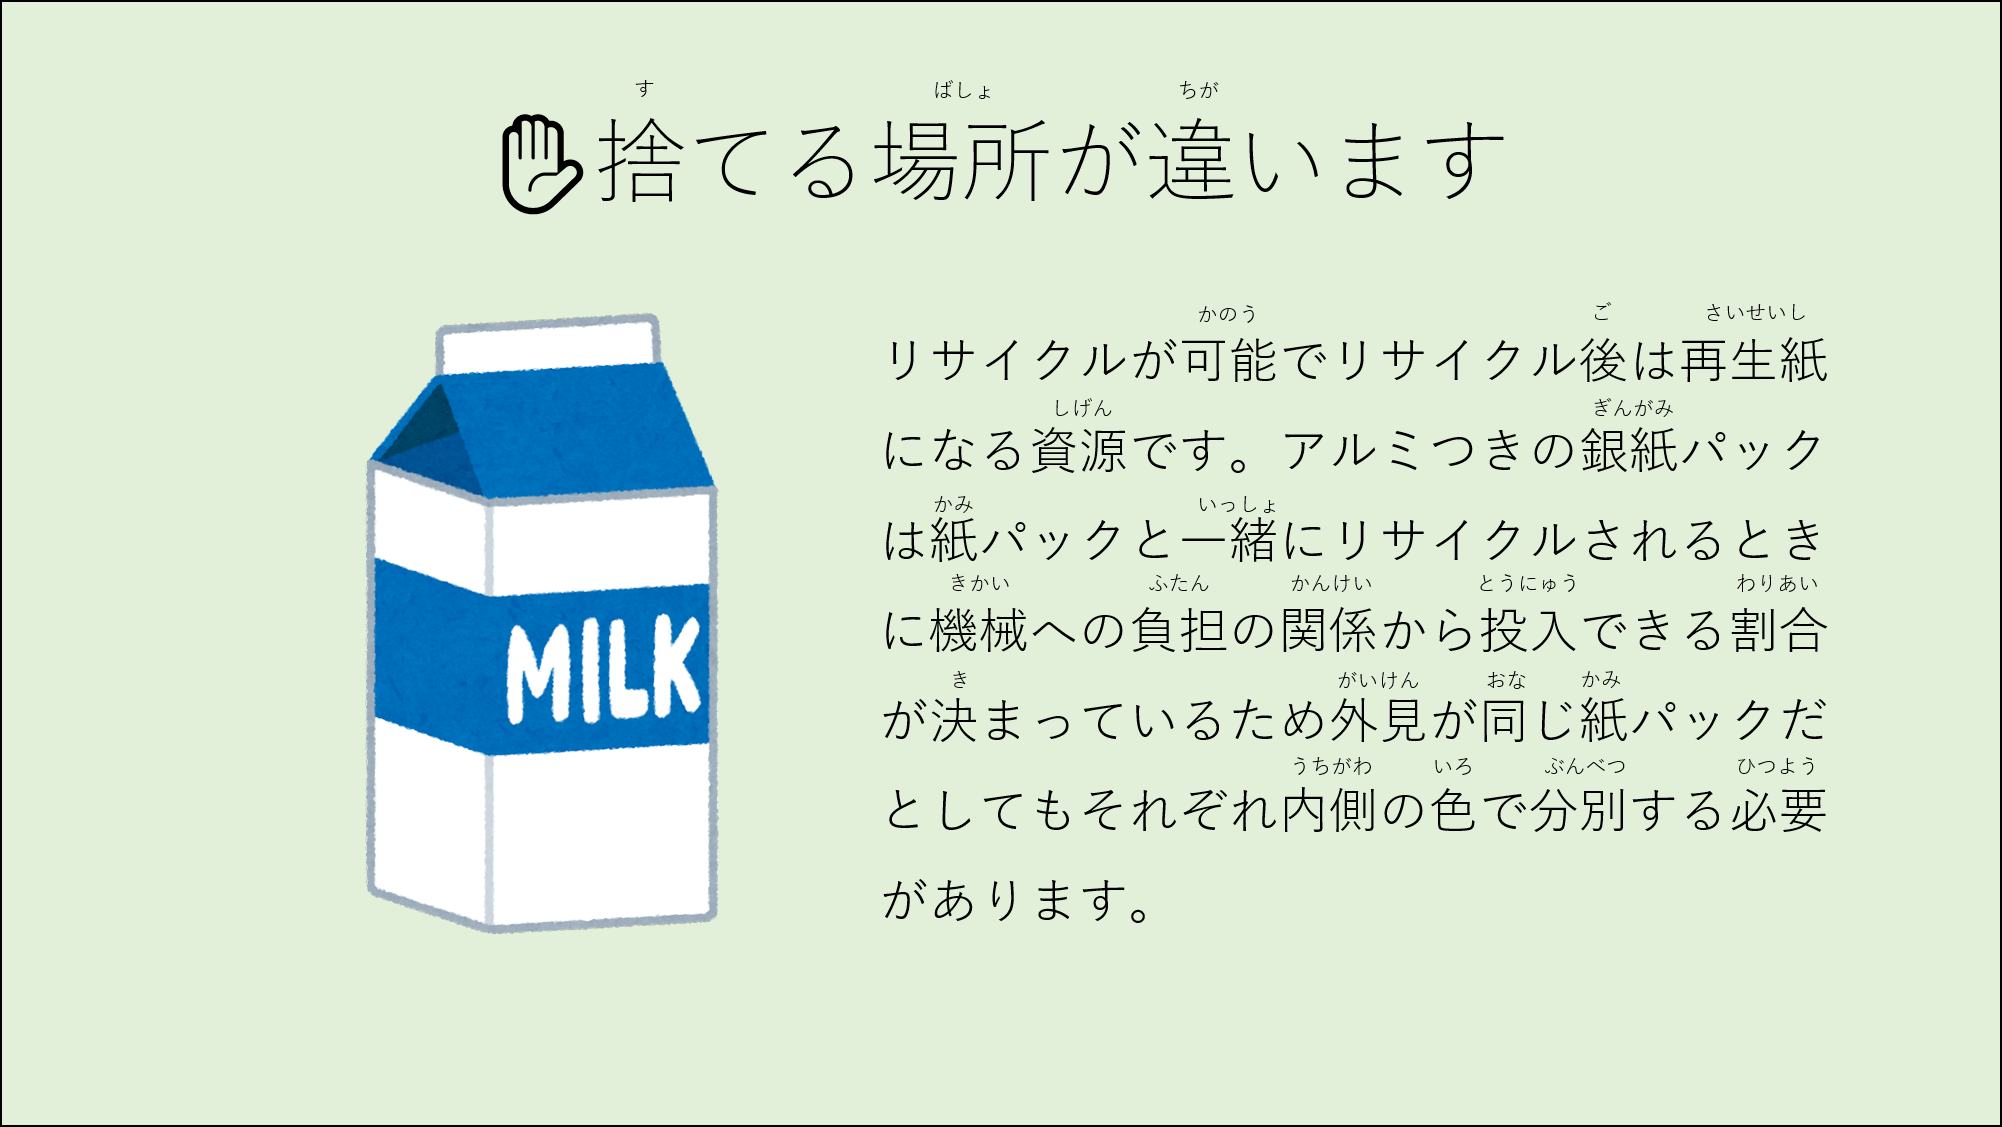 す ばしょ ちが
捨てる場所が違います
かのう ご さいせいし
リサイクルが可能でリサイクル後は再生紙
しげん ぎんがみ
になる資源です。アルミつきの銀紙パック
かみ いっしょ
は紙パックと一緒にリサイクルされるとき
きかい ふたん かんけい とうにゅう わりあい
に機械への負担の関係から投入できる割合
き がいけん おな かみ
が決まっているため外見が同じ紙パックだ
うちがわ いろ ぶんべつ ひつよう
としてもそれぞれ内側の色で分別する必要
があります。
MILK